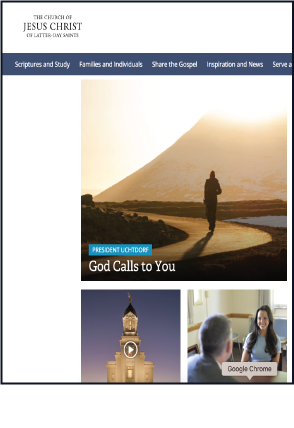 THE CHURCH OF
JESUS CHRIST
OF LATTER-DAY SAINTS
Scriptures and Study Families and Individuals Share the Gospel Inspiration and News Serve a
PRESIDENT UCHTDORF
God Calls to You
Google Chrome